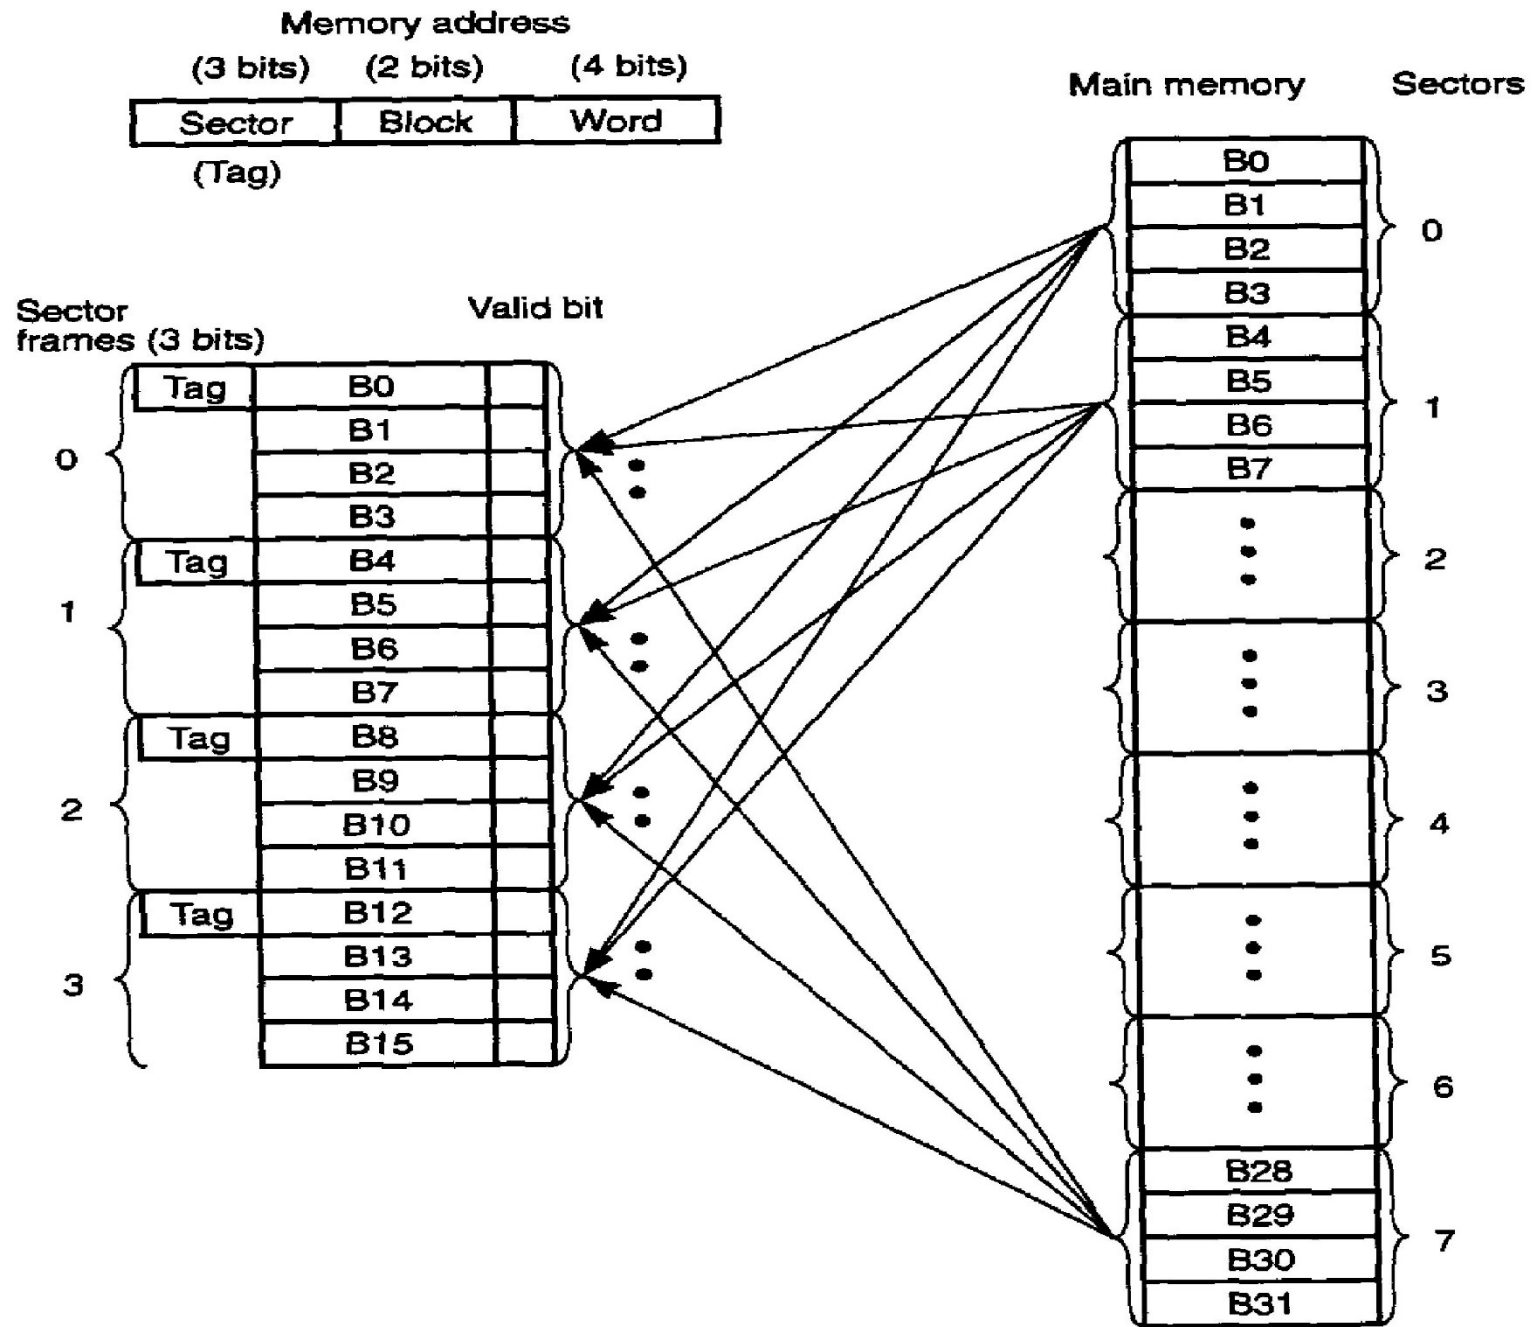 Memory address
(3 bits) (2 bits) (4 bits)
Sector Block Word
(Tag)
Main memory Sectors
B0
B1
B2
B3
0
B4
B5
B6
B7
1
2
3
4
5
6
B28
B29
B30
B31
7
Sector
frames (3 bits)
Valid bit
0
Tag B0
B1
B2
B3
1
Tag B4
B5
B6
B7
2
Tag B8
B9
B10
B11
3
Tag B12
B13
B14
B15